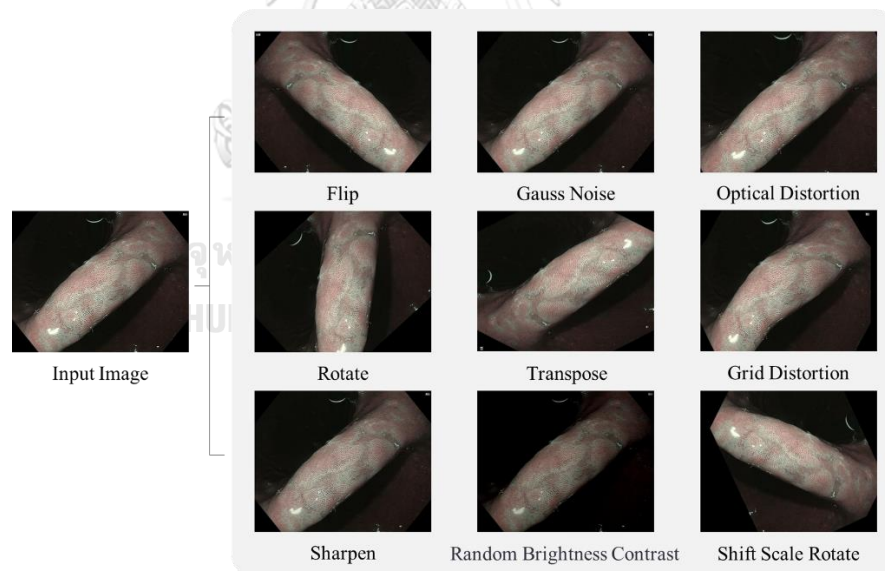 Flip
Gauss Noise
Optical Distortion
Input Image
Rotate
Transpose
Grid Distortion
Sharpen
Random Brightness Contrast
Shift Scale Rotate